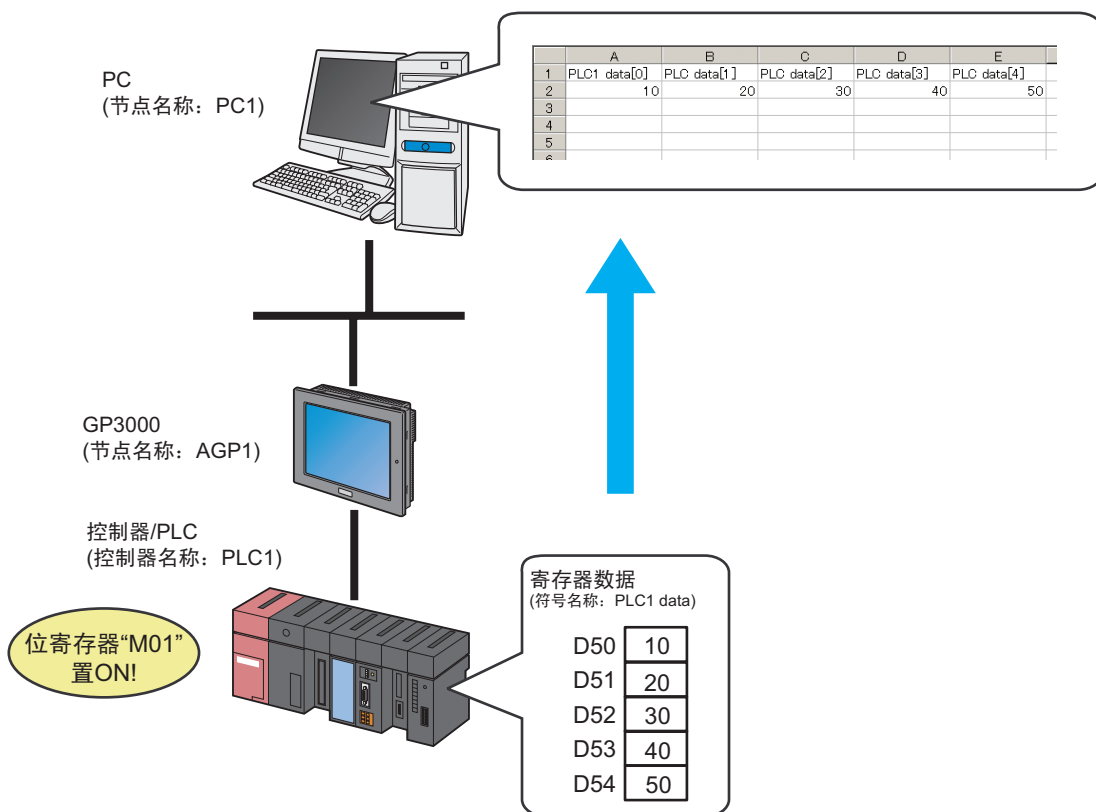 A B C D E
1 PLC1 data[0] PLC data[1] PLC data[2] PLC data[3] PLC data[4]
2 10 20 30 40 50
3
4
5
6
PC
(节点名称：PC1)
GP3000
(节点名称：AGP1)
控制器/PLC
(控制器名称：PLC1)
位寄存器“M01”
置ON!
寄存器数据
(符号名称：PLC1 data)
D50 10
D51 20
D52 30
D53 40
D54 50